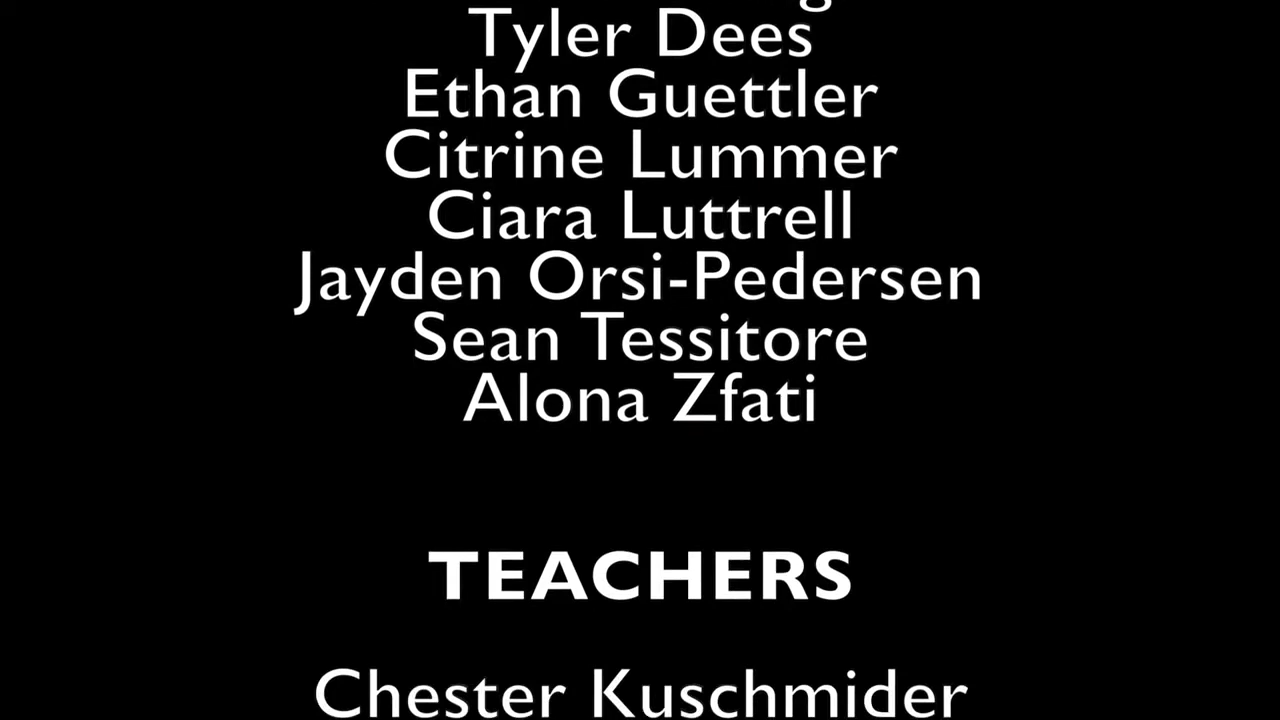 Tyler Dees
Ethan Guettler
Citrine Lummer
Ciara Luttrell
Jayden Orsi-Pedersen
Sean Tessitore
Alona Zfati
TEACHERS
Chester Kuschmider